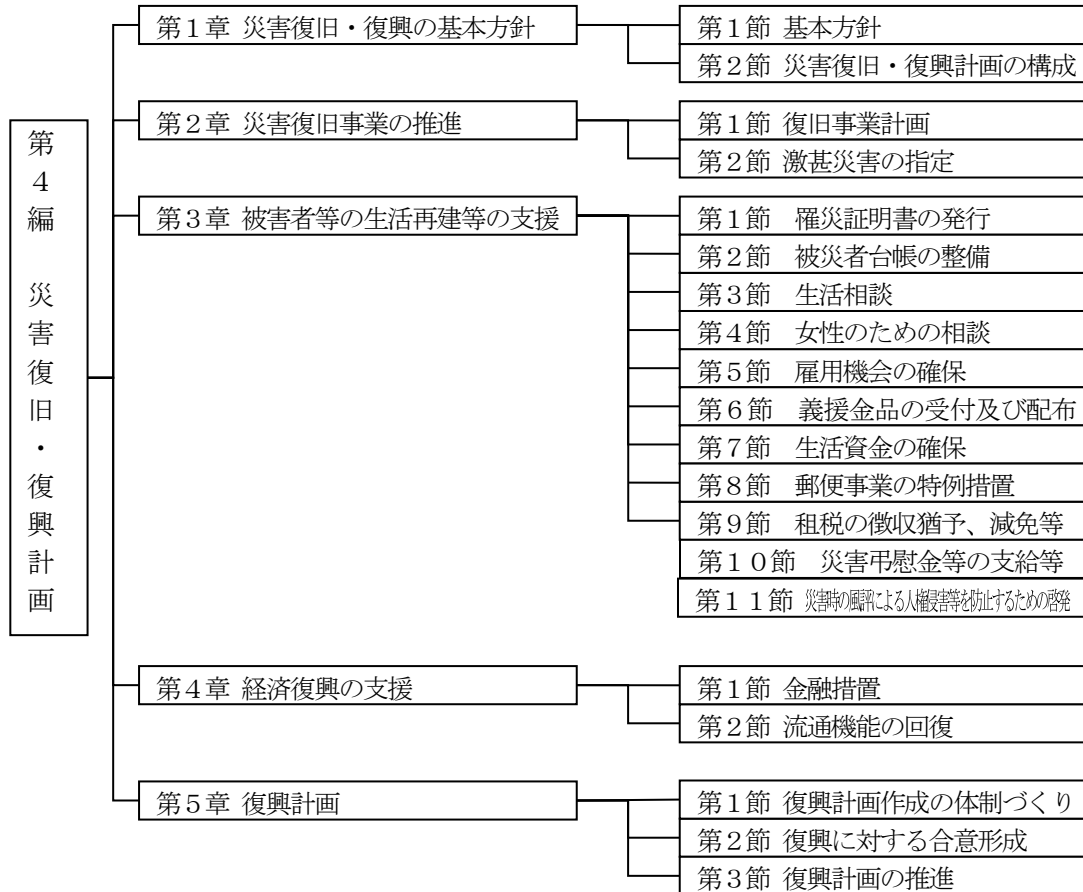 第４編　災害復旧・復興計画
第１章 災害復旧・復興の基本方針
第１節 基本方針
第２節 災害復旧・復興計画の構成
第２章 災害復旧事業の推進
第１節 復旧事業計画
第２節 激甚災害の指定
第３章 被害者等の生活再建等の支援
第１節　罹災証明書の発行
第２節　被災者台帳の整備
第３節　生活相談
第４節　女性のための相談
第５節　雇用機会の確保
第６節　義援金品の受付及び配布
第７節　生活資金の確保
第８節　郵便事業の特例措置
第９節　租税の徴収猶予、減免等
第１０節　災害弔慰金等の支給等
第１１節 災害時の風評による人権侵害等を防止するための啓発
第４章 経済復興の支援
第１節 金融措置
第２節 流通機能の回復
第５章 復興計画
第１節 復興計画作成の体制づくり
第２節 復興に対する合意形成
第３節 復興計画の推進